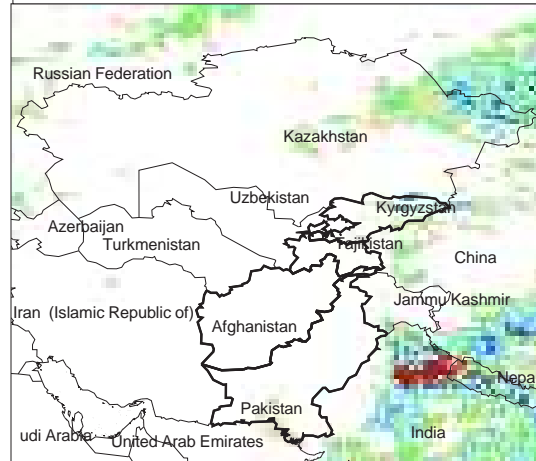 Russian Federation
Kazakhstan
Uzbekistan
Kyrgyzstan
Azerbaijan
Turkmenistan
Tajikistan
China
Jammu/Kashmir
Iran (Islamic Republic of)
Afghanistan
Nepa
Pakistan
India
udi Arabia
United Arab Emirates